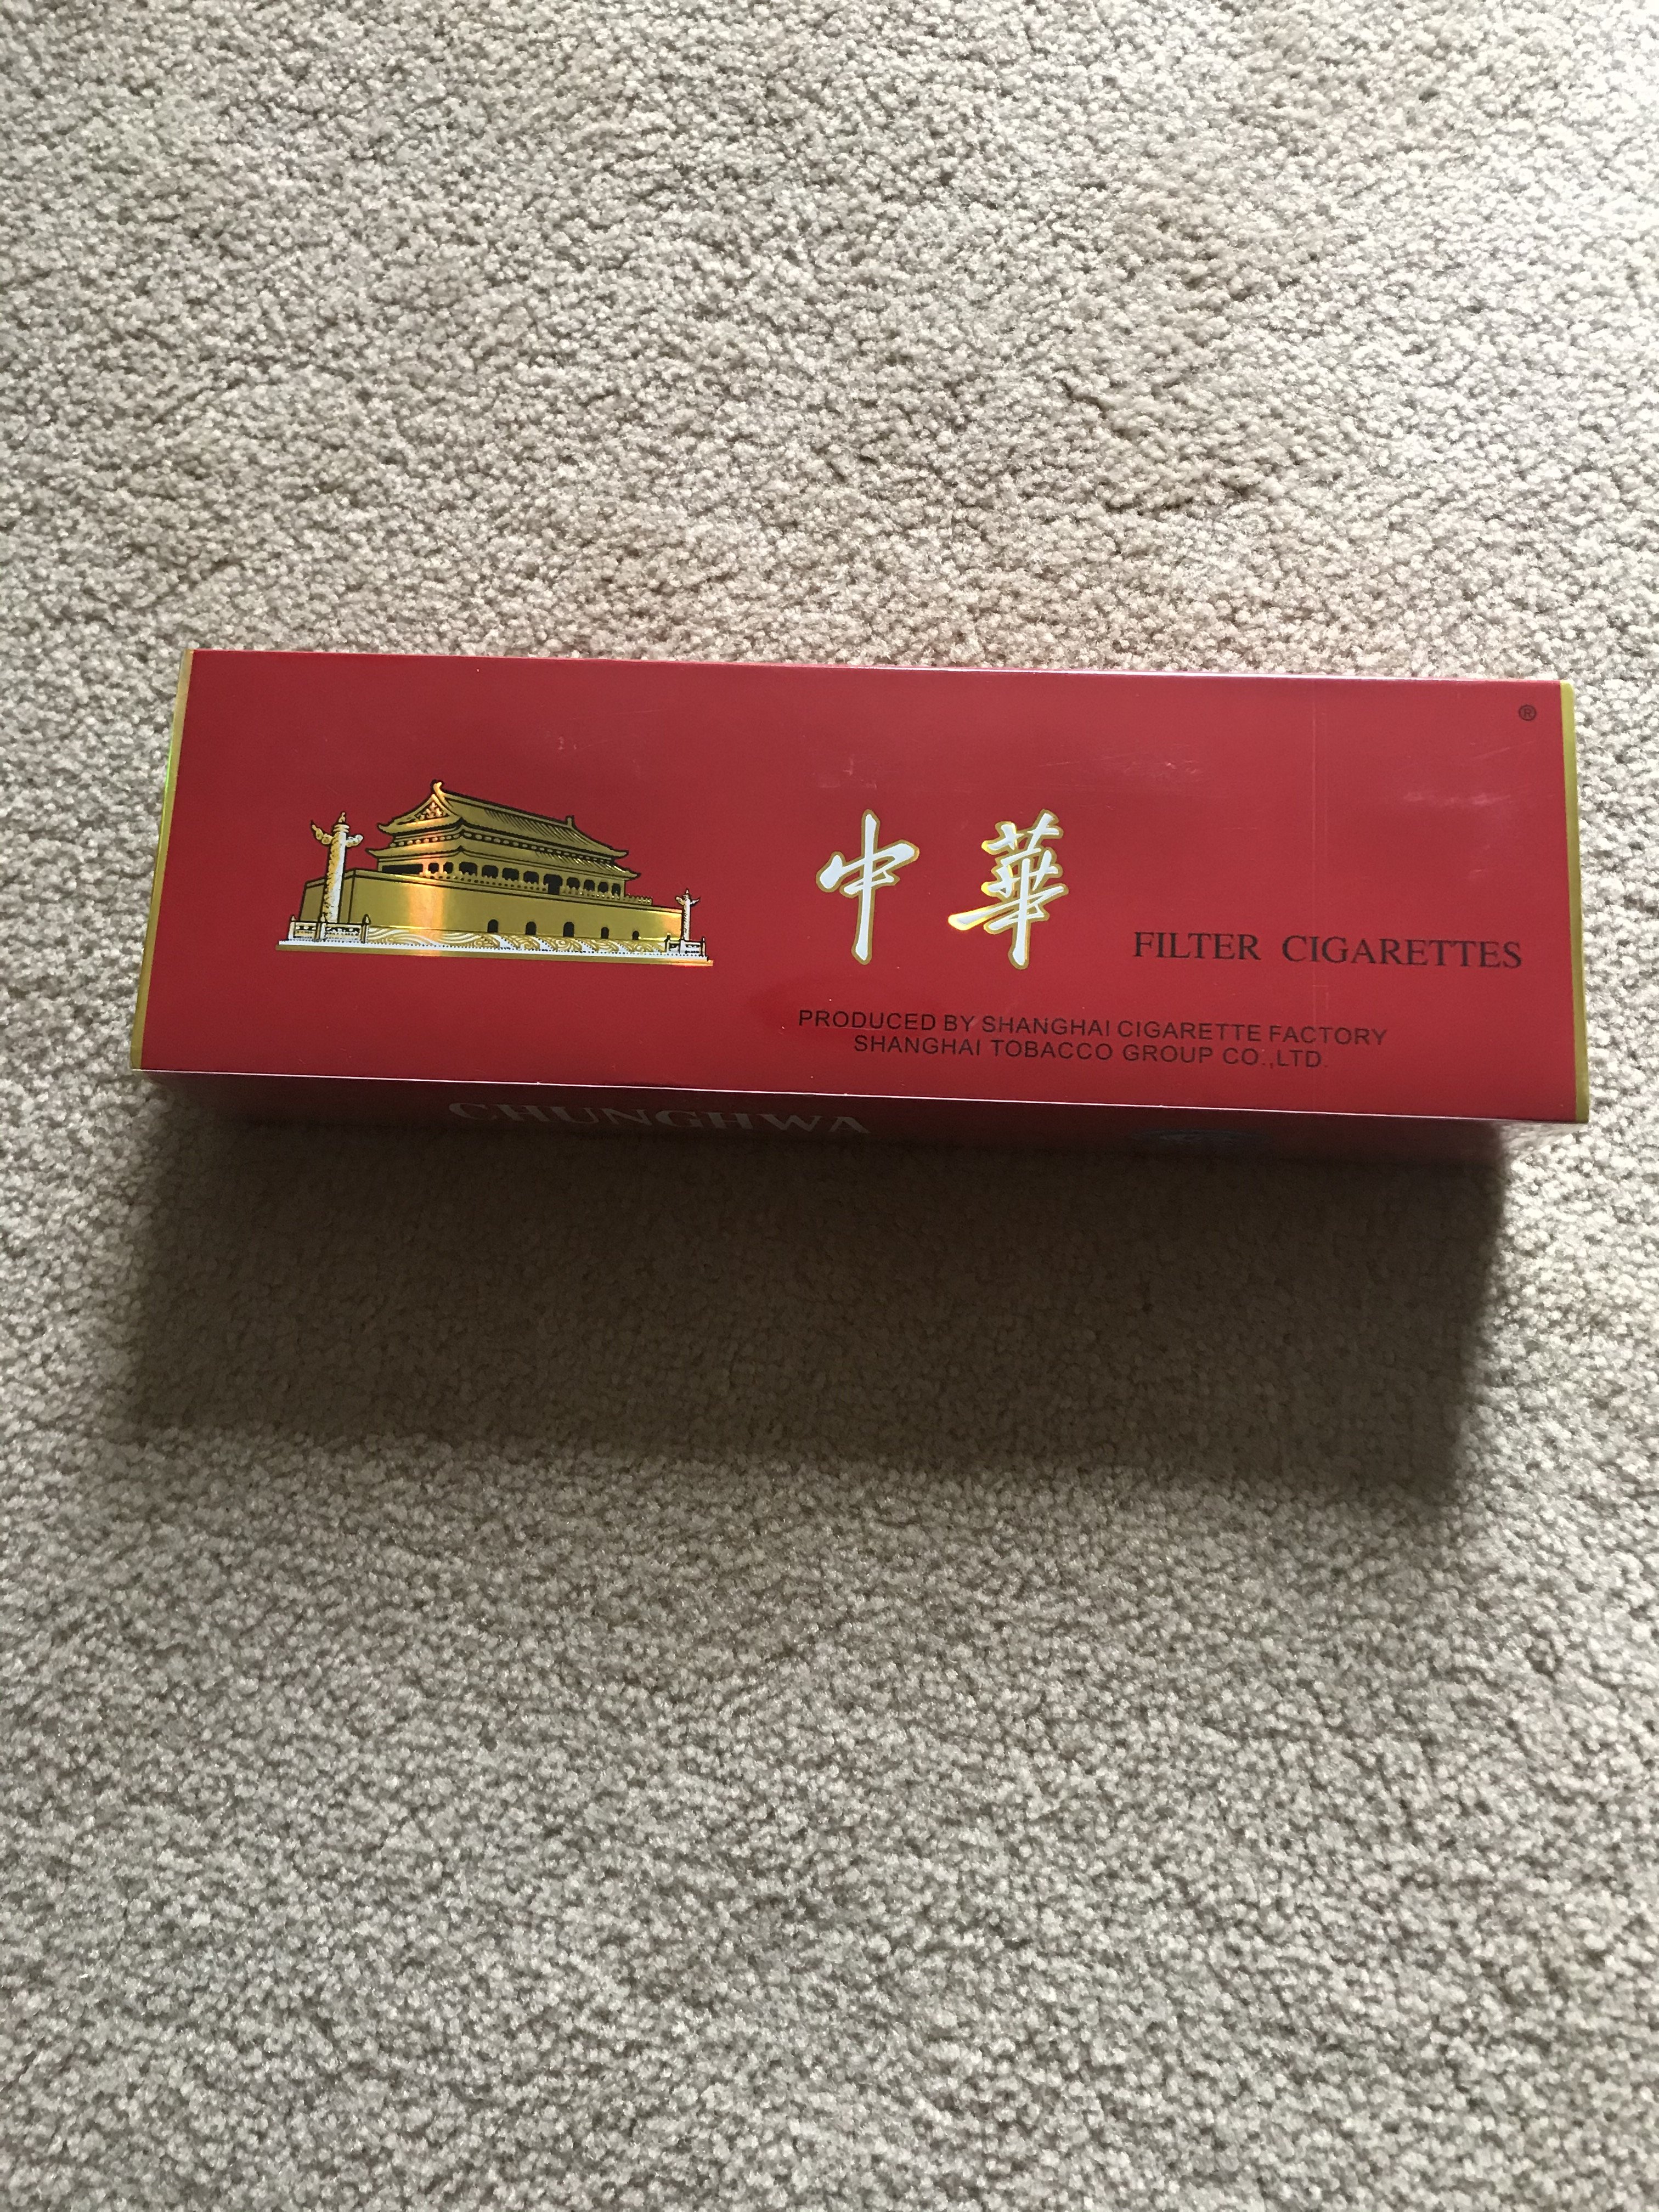 ®
中華
FILTER CIGARETTES
PRODUCED BY SHANGHAI CIGARETTE FACTORY
SHANGHAI TOBACCO GROUP CO.,LTD.
CHUNGHWA